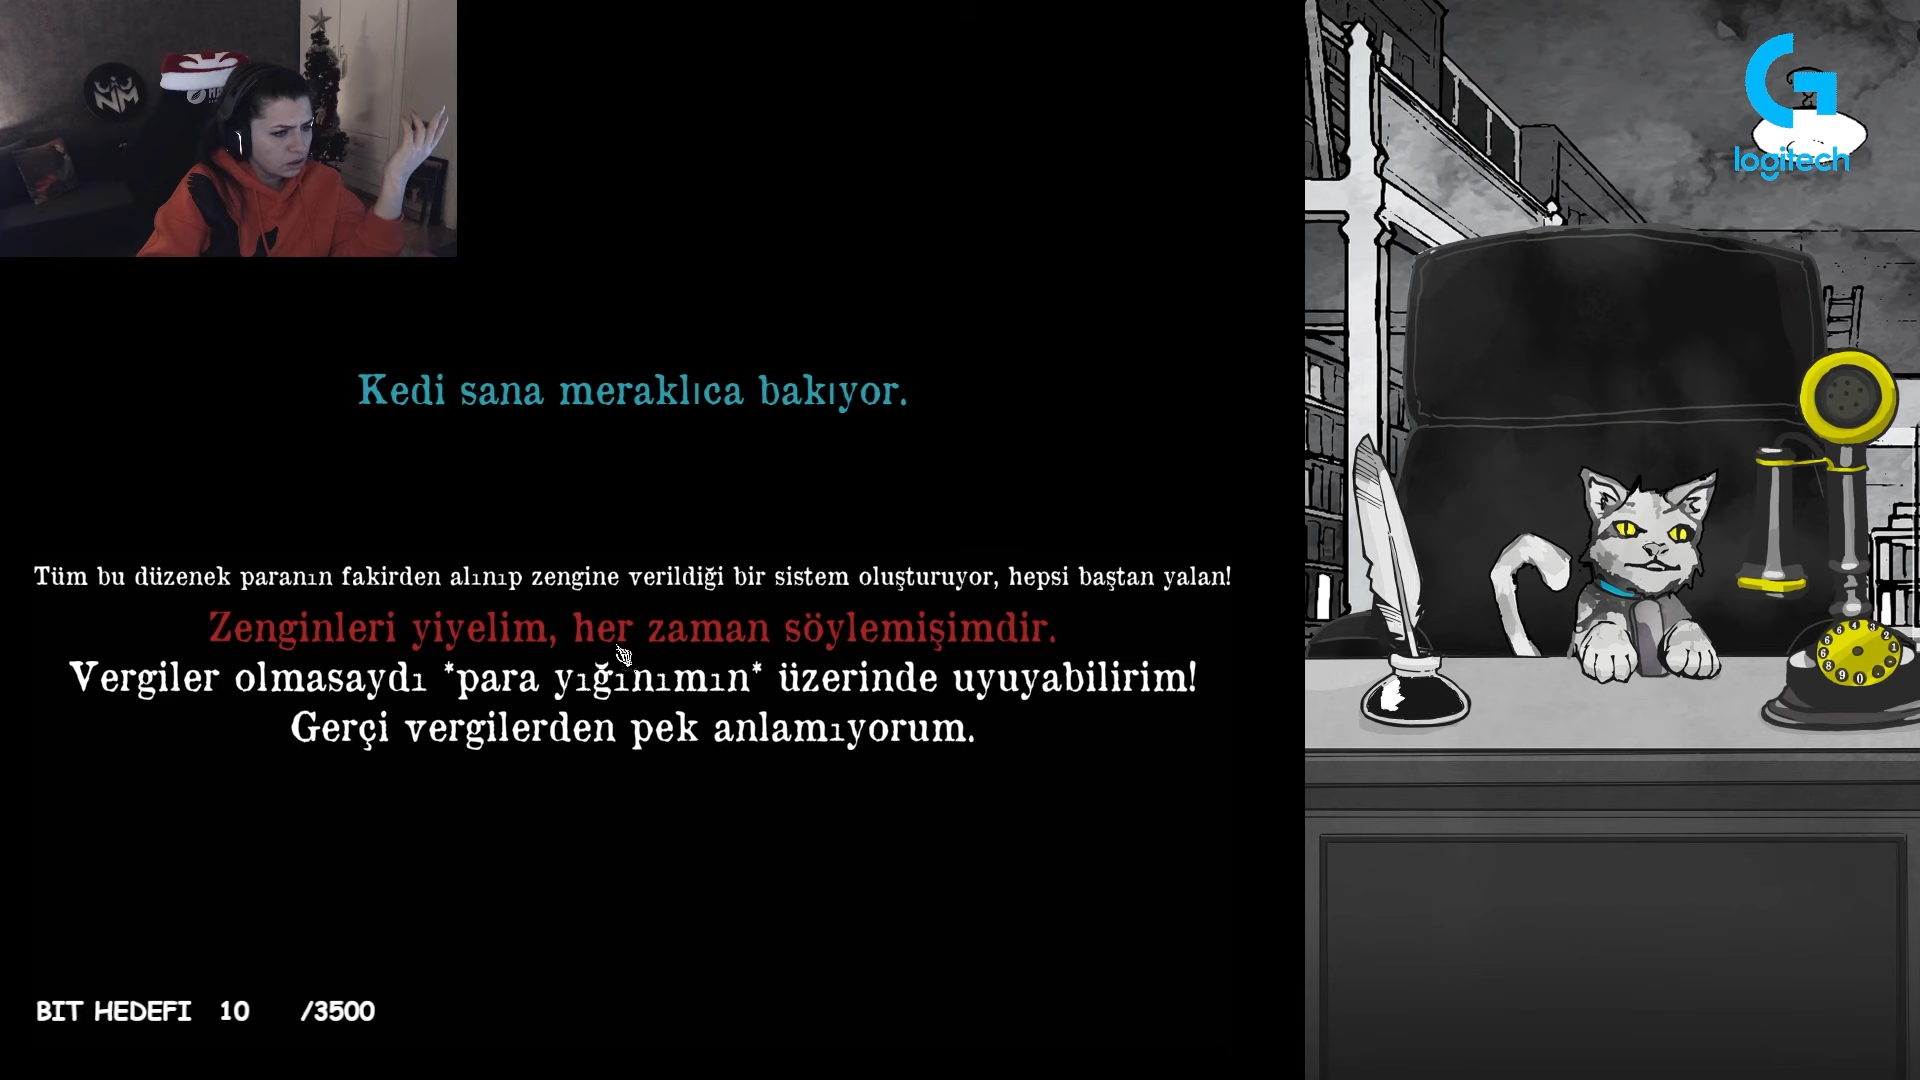 NM
logitech
Kedi sana meraklıca bakıyor.
Tüm bu düzenek paranın fakirden alınıp zengine verildiği bir sistem oluşturuyor, hepsi baştan yalan!
Zenginleri yiyelim, her zaman söylemişimdir.
Vergiler olmasaydı *para yığınımın* üzerinde uyuyabilirim!
Gerçi vergilerden pek anlamıyorum.
BIT HEDEFI 10 /3500